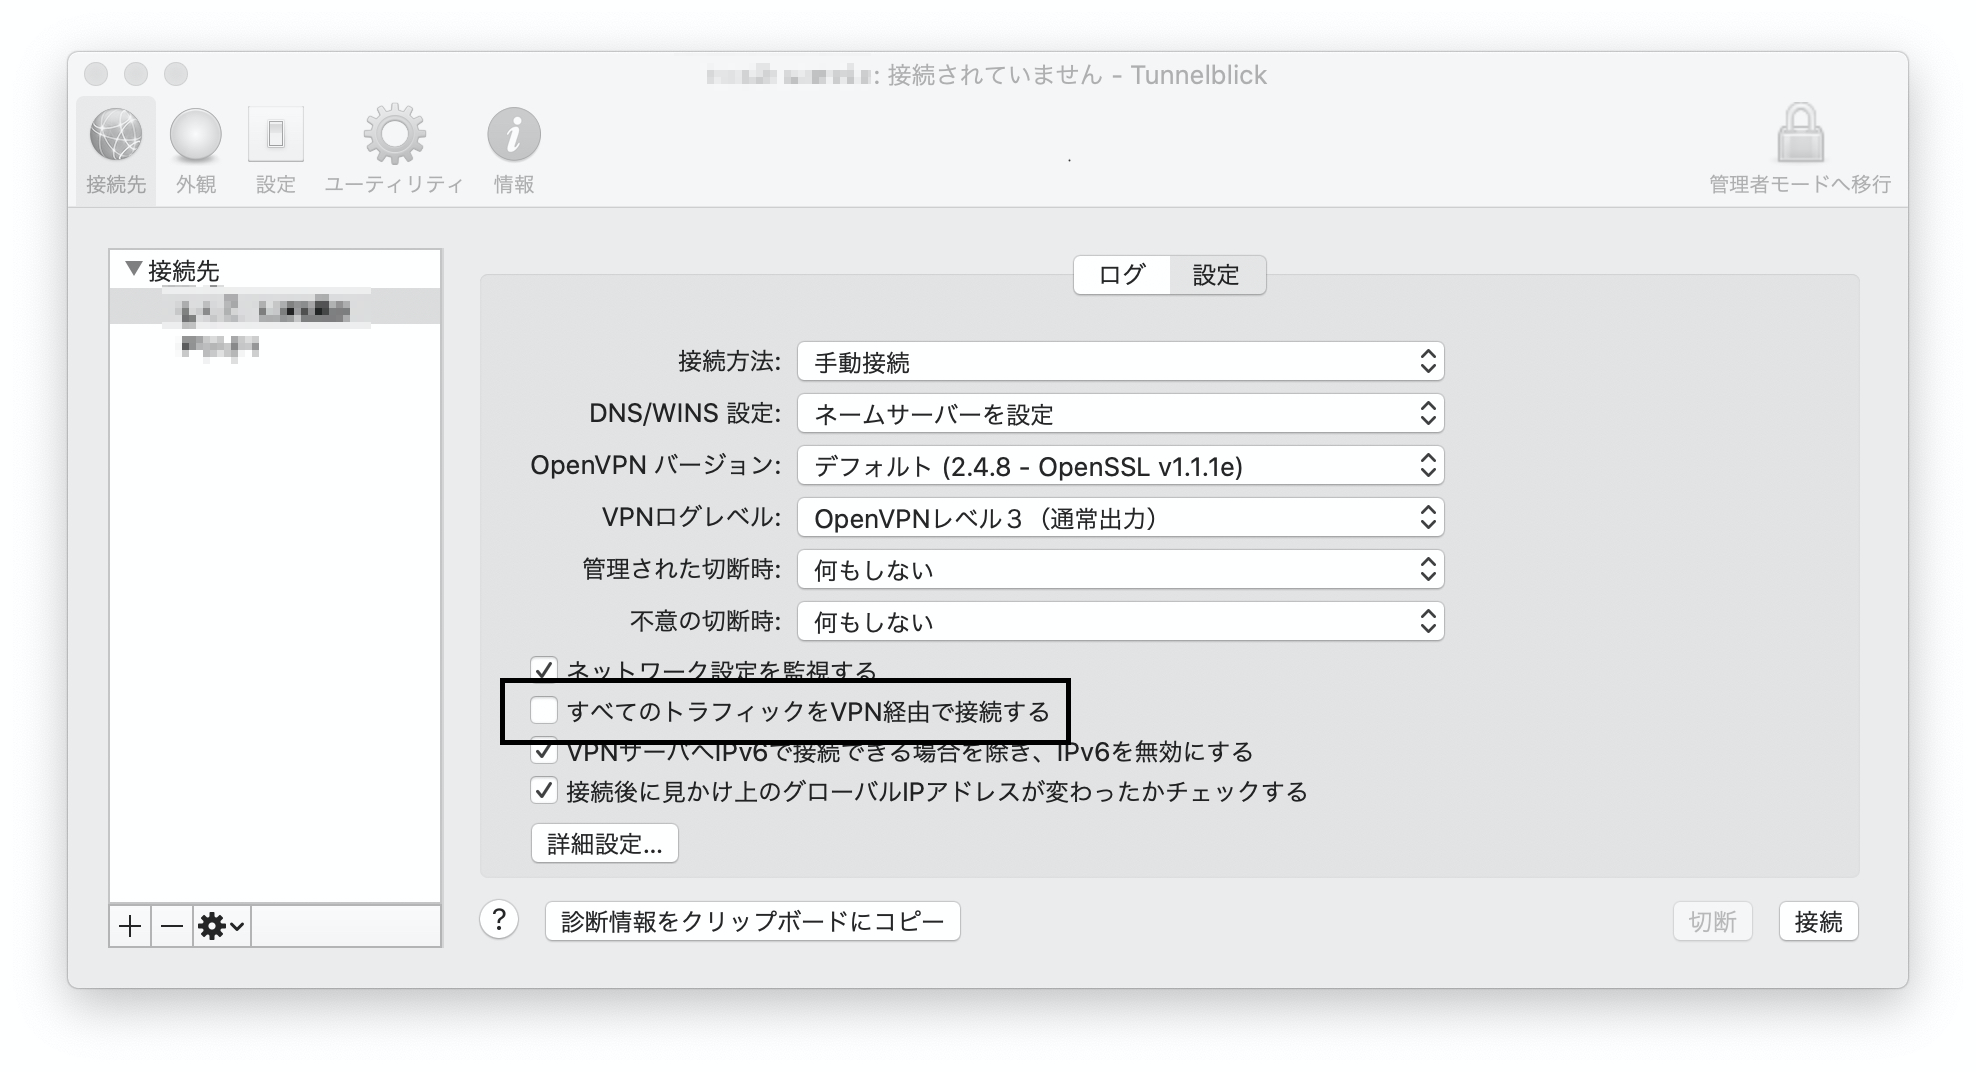 : 接続されていません - Tunnelblick
接続先
外観
設定
ユーティリティ
情報
管理者モードへ移行
接続先
ログ
設定
接続方法: 手動接続
DNS/WINS 設定: ネームサーバーを設定
OpenVPN バージョン: デフォルト (2.4.8 - OpenSSL v1.1.1e)
VPNログレベル: OpenVPNレベル３（通常出力）
管理された切断時: 何もしない
不意の切断時: 何もしない
ネットワーク設定を監視する
すべてのトラフィックをVPN経由で接続する
VPNサーバへIPv6で接続できる場合を除き、IPv6を無効にする
接続後に見かけ上のグローバルIPアドレスが変わったかチェックする
詳細設定...
? 診断情報をクリップボードにコピー
切断
接続